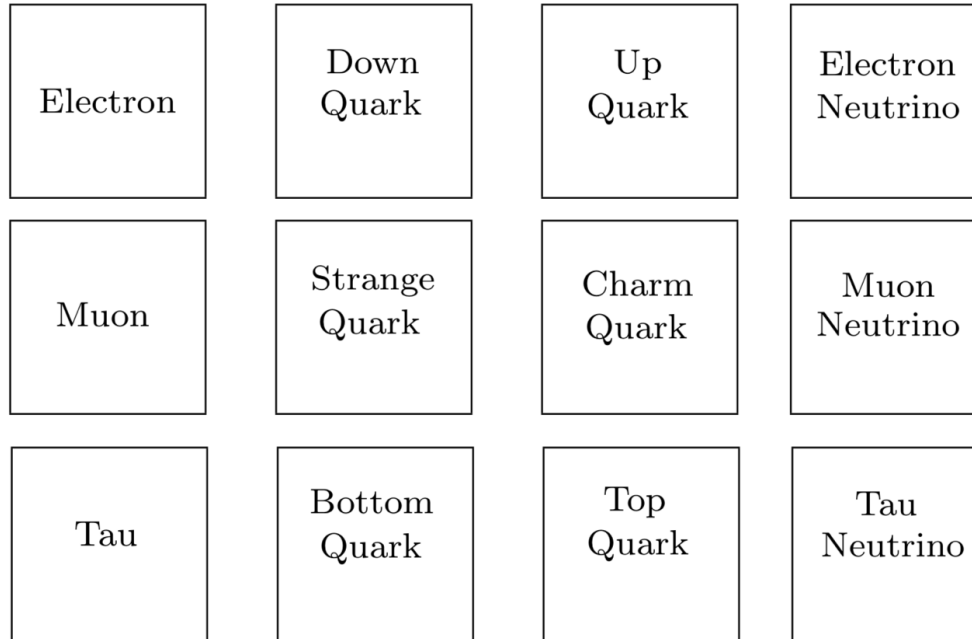 Electron
Down
Quark
Up
Quark
Electron
Neutrino
Muon
Strange
Quark
Charm
Quark
Muon
Neutrino
Tau
Bottom
Quark
Top
Quark
Tau
Neutrino